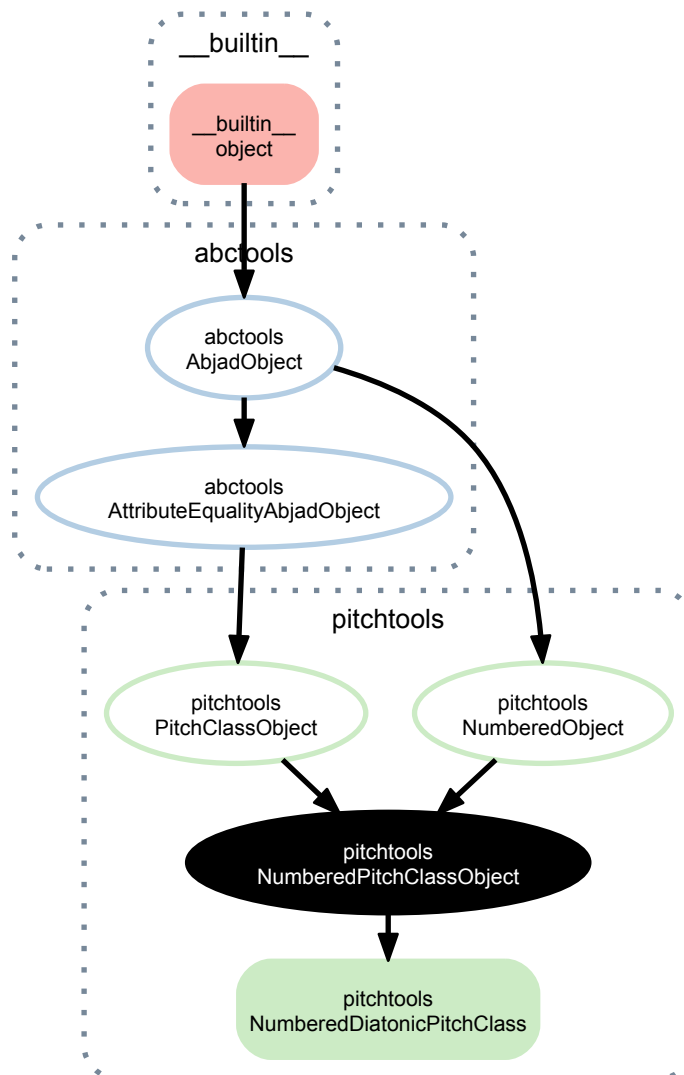 __builtin__
__builtin__
object
abctools
abctools
AbjadObject
abctools
AttributeEqualityAbjadObject
pitchtools
pitchtools
PitchClassObject
pitchtools
NumberedObject
pitchtools
NumberedPitchClassObject
pitchtools
NumberedDiatonicPitchClass